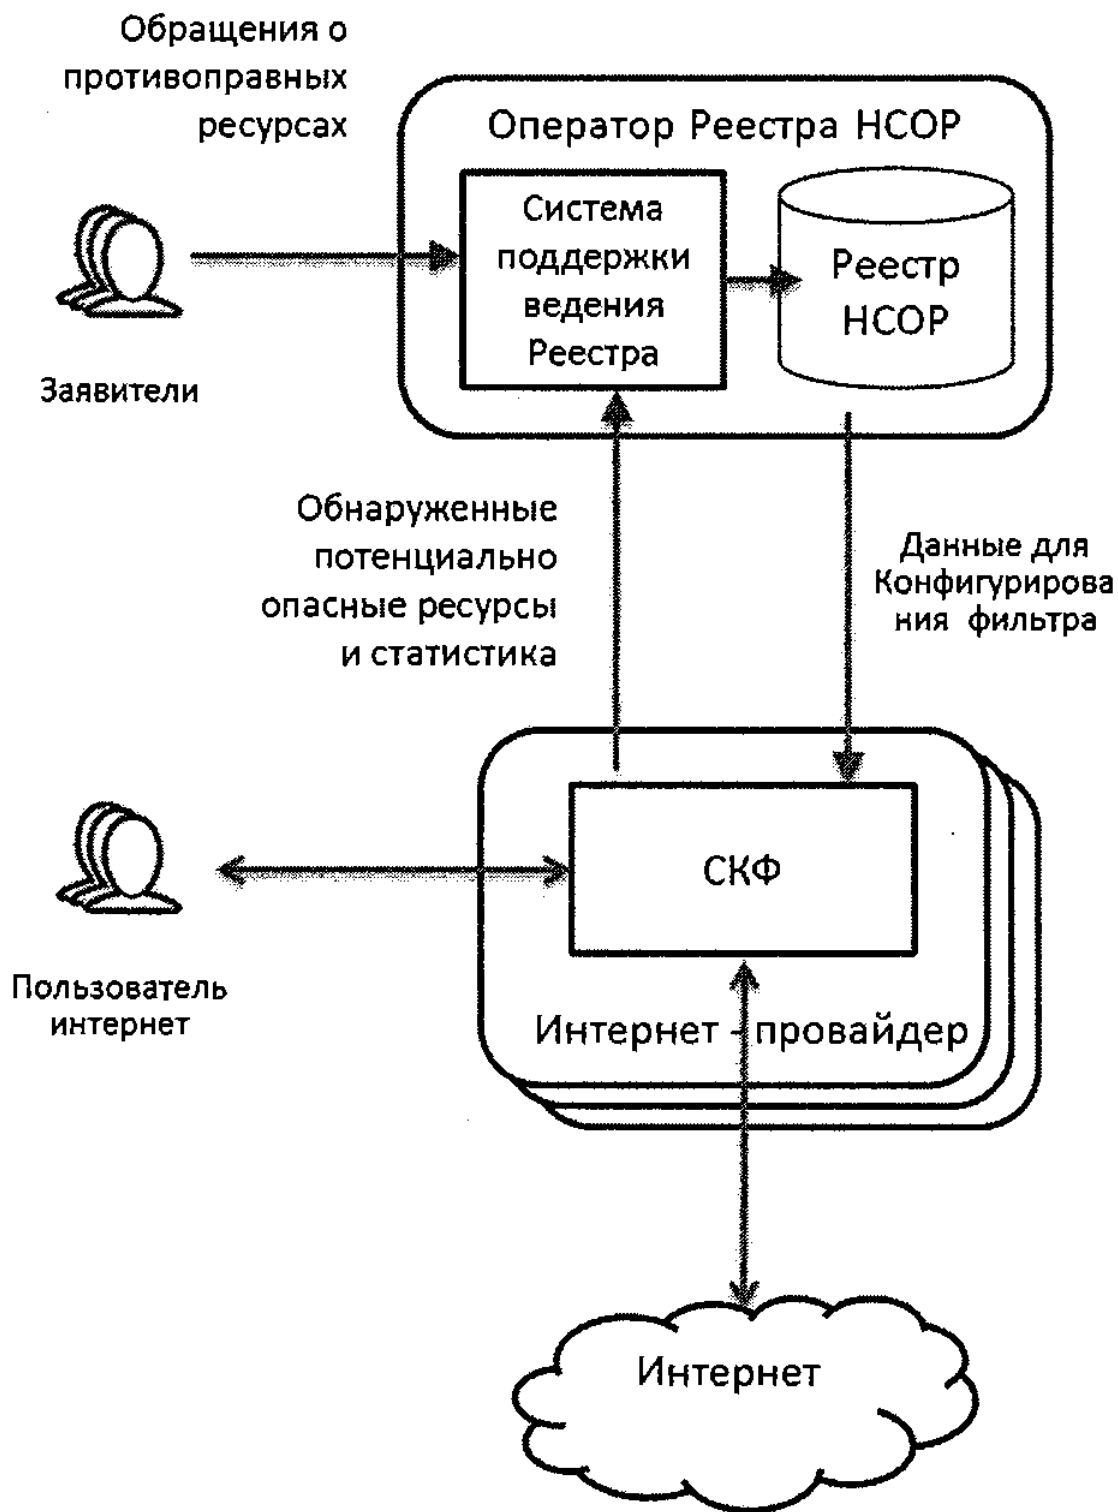 Обращения о
противоправных
ресурсах
Оператор Реестра НСОР
Система
поддержки
ведения
Реестра
Реестр
НСОР
Заявители
Обнаруженные
потенциально
опасные ресурсы
и статистика
Данные для
Конфигурирова
ния фильтра
СКФ
Пользователь
интернет
Интернет - провайдер
Интернет